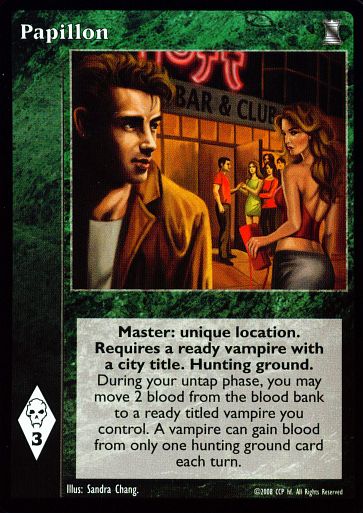 Papillon
BAR & CLUB
Master: unique location.
Requires a ready vampire with
a city title. Hunting ground.
During your untap phase, you may
move 2 blood from the blood bank
to a ready titled vampire you
control. A vampire can gain blood
from only one hunting ground card
each turn.
3
Illus: Sandra Chang.
©2008 CCP hf. All Rights Reserved